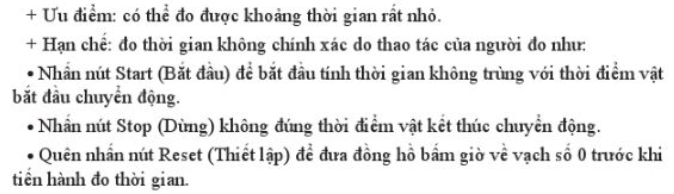 + Ưu điểm: có thể đo được khoảng thời gian rất nhỏ.
+ Hạn chế: đo thời gian không chính xác do thao tác của người đo như:
• Nhấn nút Start (Bắt đầu) để bắt đầu tính thời gian không trùng với thời điểm vật
bắt đầu chuyển động.
• Nhấn nút Stop (Dừng) không đúng thời điểm vật kết thúc chuyển động.
• Quên nhấn nút Reset (Thiết lập) để đưa đồng hồ bấm giờ về vạch số 0 trước khi
tiến hành đo thời gian.